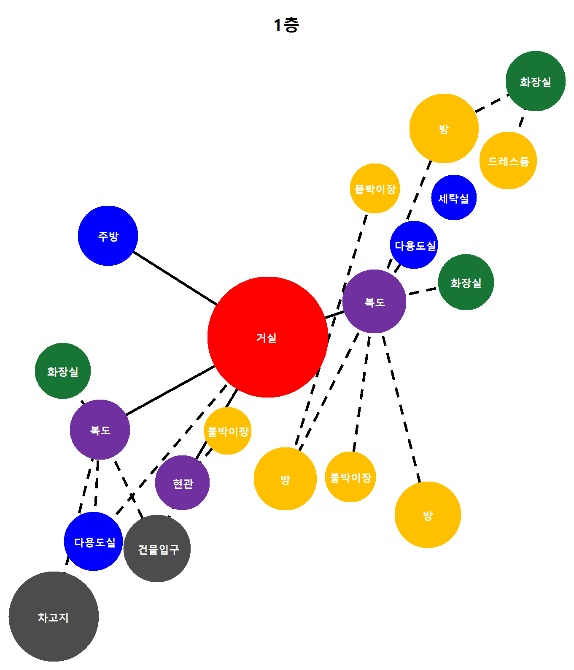 1층
화장실
방
드레스룸
붙박이장
세탁실
주방
다용도실
화장실
복도
거실
화장실
복도
붙박이장
현관
방
붙박이장
방
다용도실
건물입구
차고지